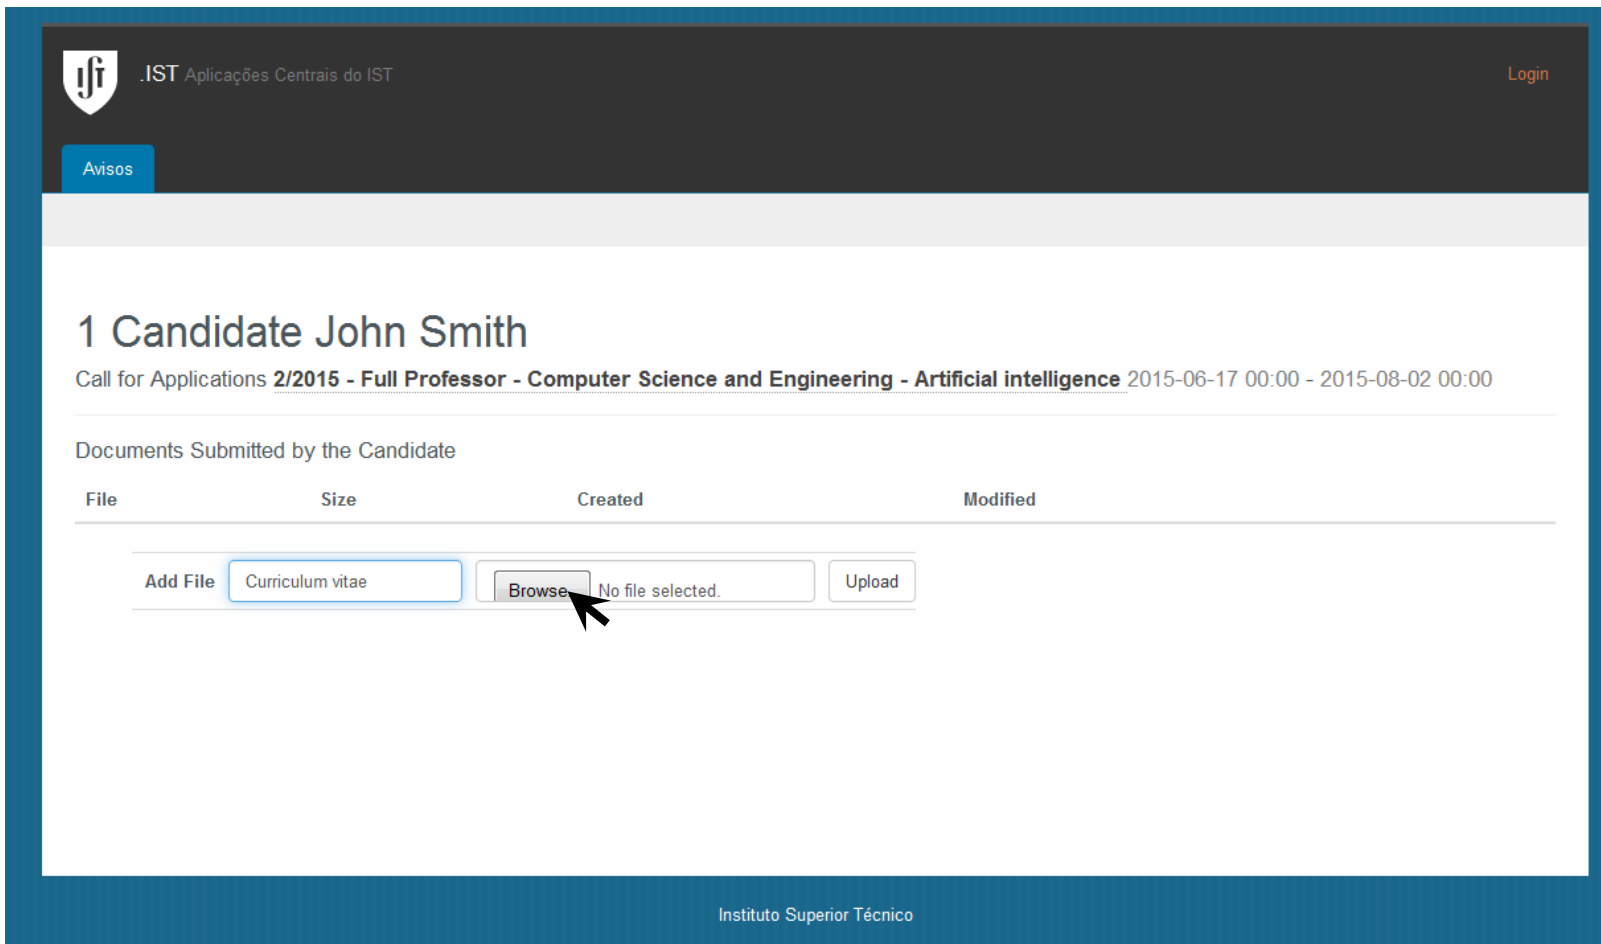 .IST Aplicações Centrais do IST
Login
Avisos
1 Candidate John Smith
Call for Applications 2/2015 - Full Professor - Computer Science and Engineering - Artificial intelligence 2015-06-17 00:00 - 2015-08-02 00:00
Documents Submitted by the Candidate
File Size Created Modified
Add File Curriculum vitae Browse No file selected. Upload
Instituto Superior Técnico